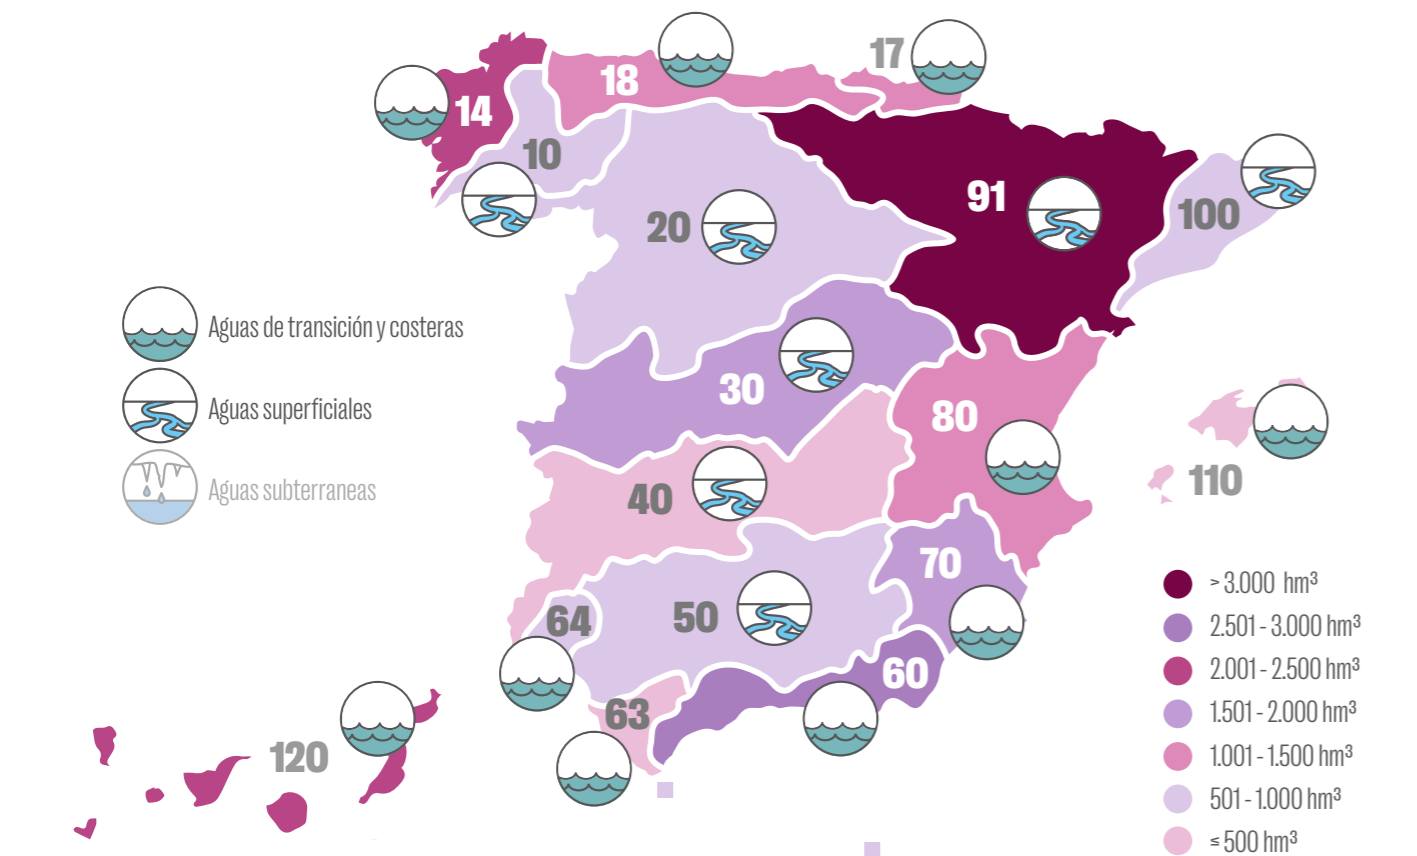 17
18
14
10
91
20
100
Aguas de transición y costeras
30
Aguas superficiales
80
110
40
Aguas subterraneas
70
> 3.000 hm³
64
50
2.501 - 3.000 hm³
60
2.001 - 2.500 hm³
63
1.501 - 2.000 hm³
120
1.001 - 1.500 hm³
501 - 1.000 hm³
≤ 500 hm³